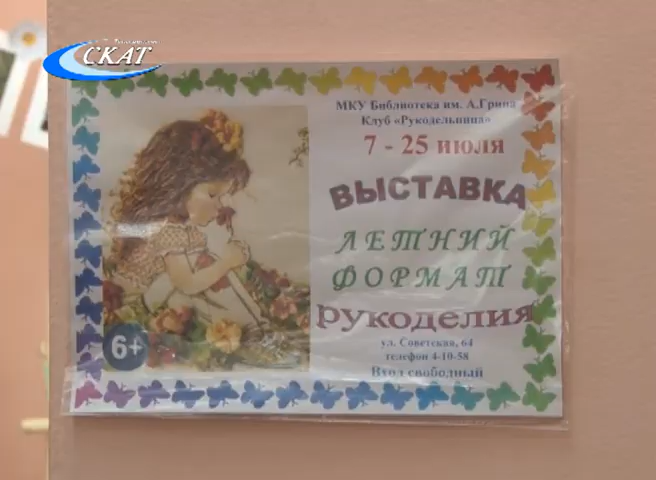 СКАТ
МКУ Библиотека им. А.Грина
Клуб «Рукодельница»
7 - 25 июля
ВЫСТАВКА
ЛЕТНИЙ
ФОРМАТ
рукоделия
ул. Советская, 64
телефон 4-10-58
Вход свободный
6+